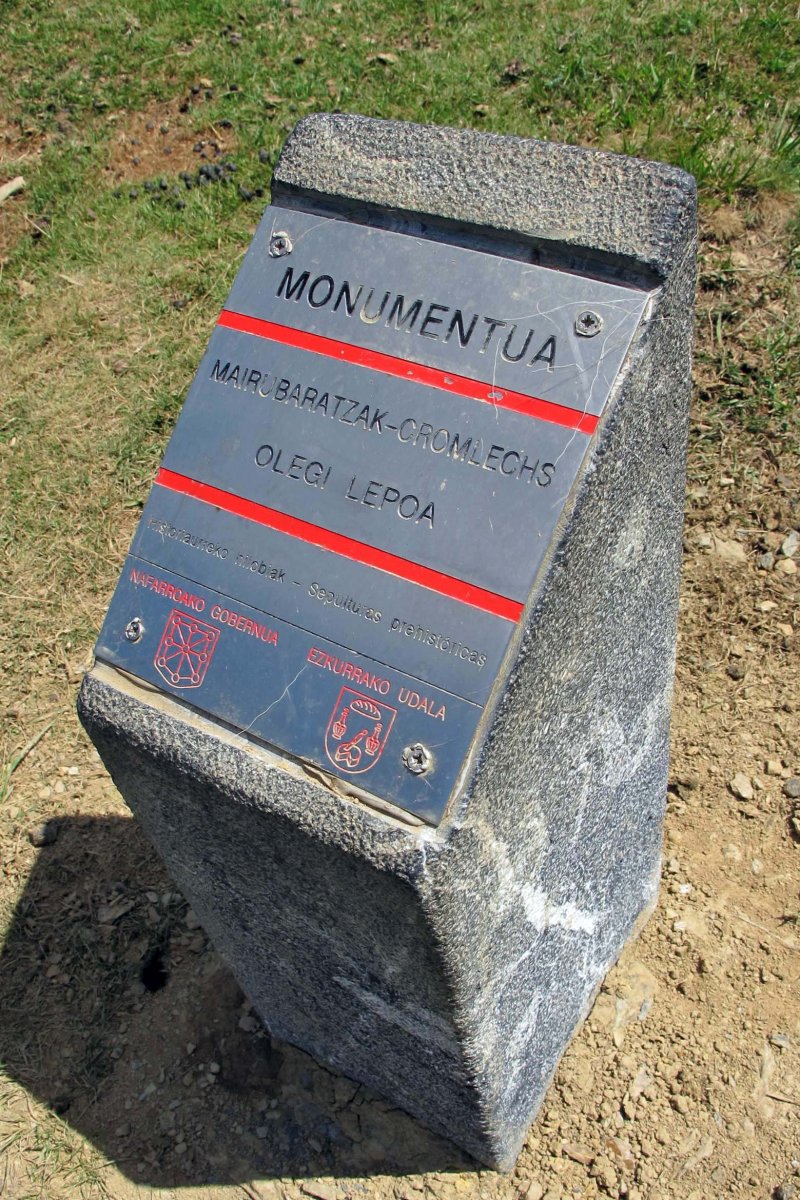 MONUMENTUA
MAIRUBARATZAK-CROMLECHS
OLEGI LEPOA
Historiaurreko hilobiak - Sepulturas prehistóricas
NAFARROAKO GOBERNUA
EZKURRAKO UDALA